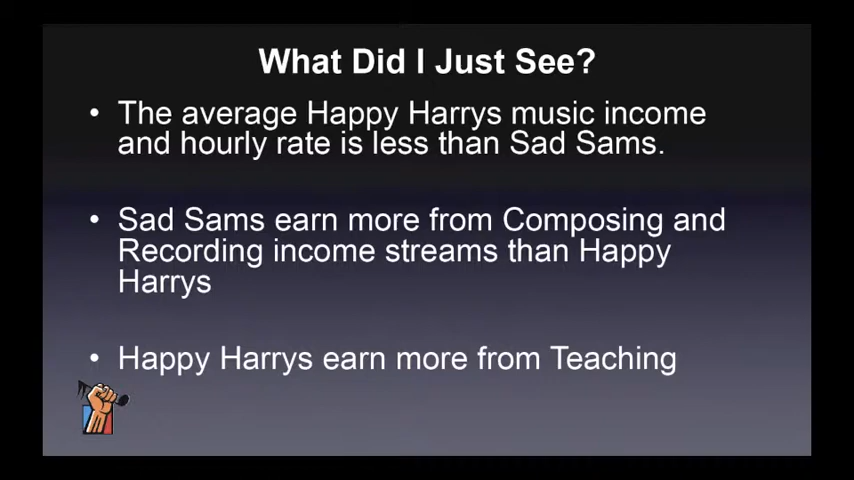 What Did I Just See?
• The average Happy Harrys music income
and hourly rate is less than Sad Sams.
• Sad Sams earn more from Composing and
Recording income streams than Happy
Harrys
• Happy Harrys earn more from Teaching